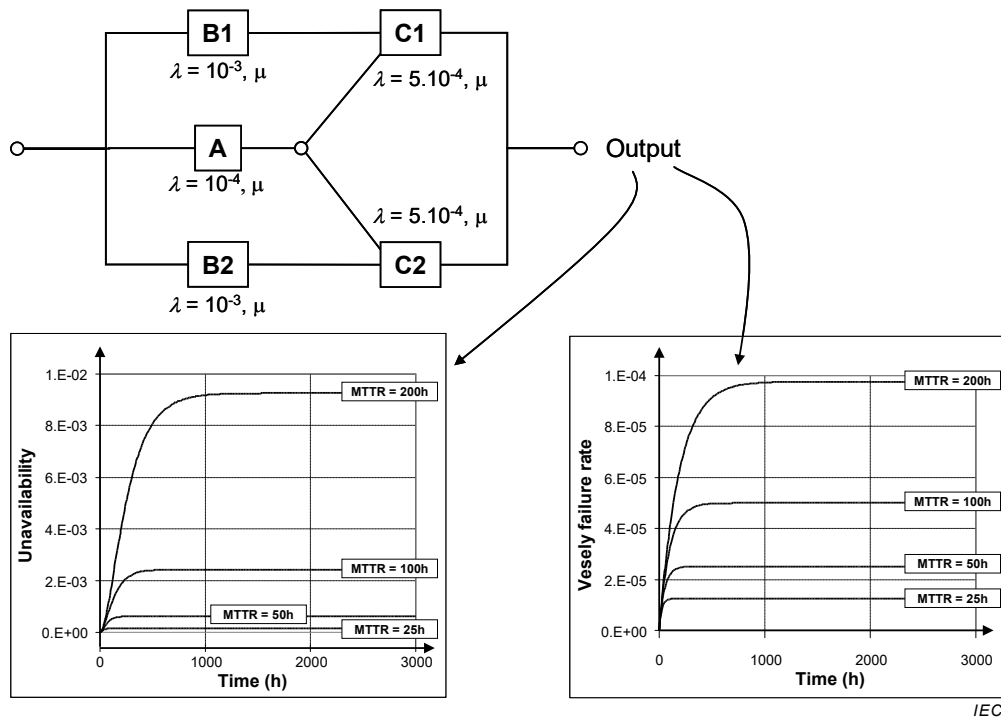 B1
C1
λ = 10⁻³, μ
λ = 5.10⁻⁴, μ
A
Output
λ = 10⁻⁴, μ
λ = 5.10⁻⁴, μ
B2
C2
λ = 10⁻³, μ
Unavailability
1.E-02
8.E-03
6.E-03
4.E-03
2.E-03
0.E+00
MTTR = 200h
MTTR = 100h
MTTR = 50h
MTTR = 25h
0
1000
2000
3000
Time (h)
Vesely failure rate
1.E-04
8.E-05
6.E-05
4.E-05
2.E-05
0.E+00
MTTR = 200h
MTTR = 100h
MTTR = 50h
MTTR = 25h
0
1000
2000
3000
Time (h)
IEC